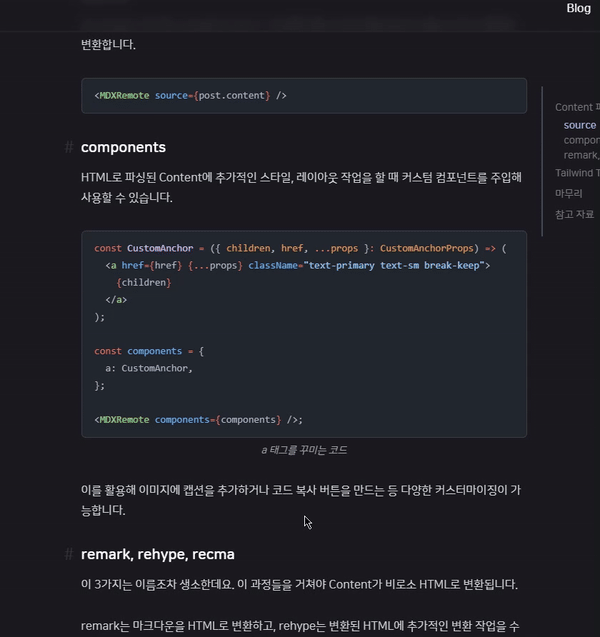 Blog
변환합니다.
<MDXRemote source={post.content} />
# components
HTML로 파싱된 Content에 추가적인 스타일, 레이아웃 작업을 할 때 커스텀 컴포넌트를 주입해
사용할 수 있습니다.
const CustomAnchor = ({ children, href, ...props }: CustomAnchorProps) => (
<a href={href} {...props} className="text-primary text-sm break-keep">
{children}
</a>
);
const components = {
a: CustomAnchor,
};
<MDXRemote components={components} />;
a 태그를 꾸미는 코드
이를 활용해 이미지에 캡션을 추가하거나 코드 복사 버튼을 만드는 등 다양한 커스터마이징이 가
능합니다.
# remark, rehype, recma
이 3가지는 이름조차 생소한데요. 이 과정들을 거쳐야 Content가 비로소 HTML로 변환됩니다.
remark는 마크다운을 HTML로 변환하고, rehype는 변환된 HTML에 추가적인 변환 작업을 수
Content
source
compon
remark,
Tailwind T
마무리
참고 자료